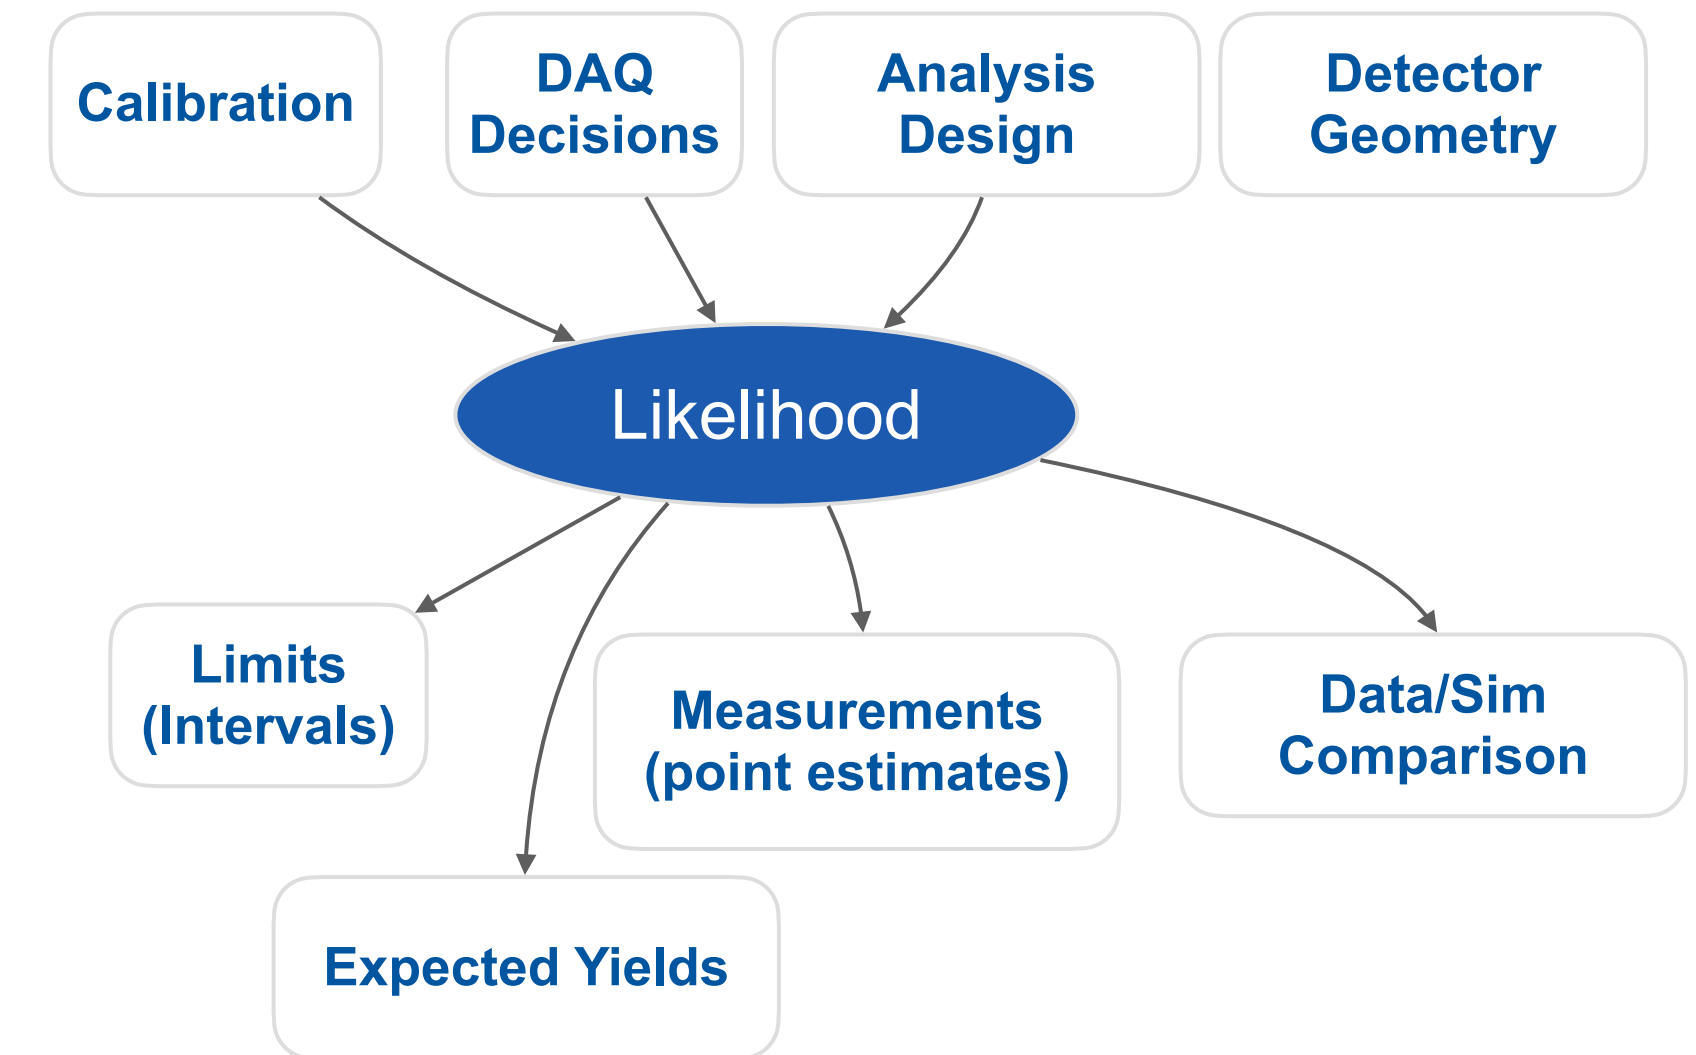 Calibration
DAQ
Decisions
Analysis
Design
Detector
Geometry
Likelihood
Limits
(Intervals)
Measurements
(point estimates)
Data/Sim
Comparison
Expected Yields